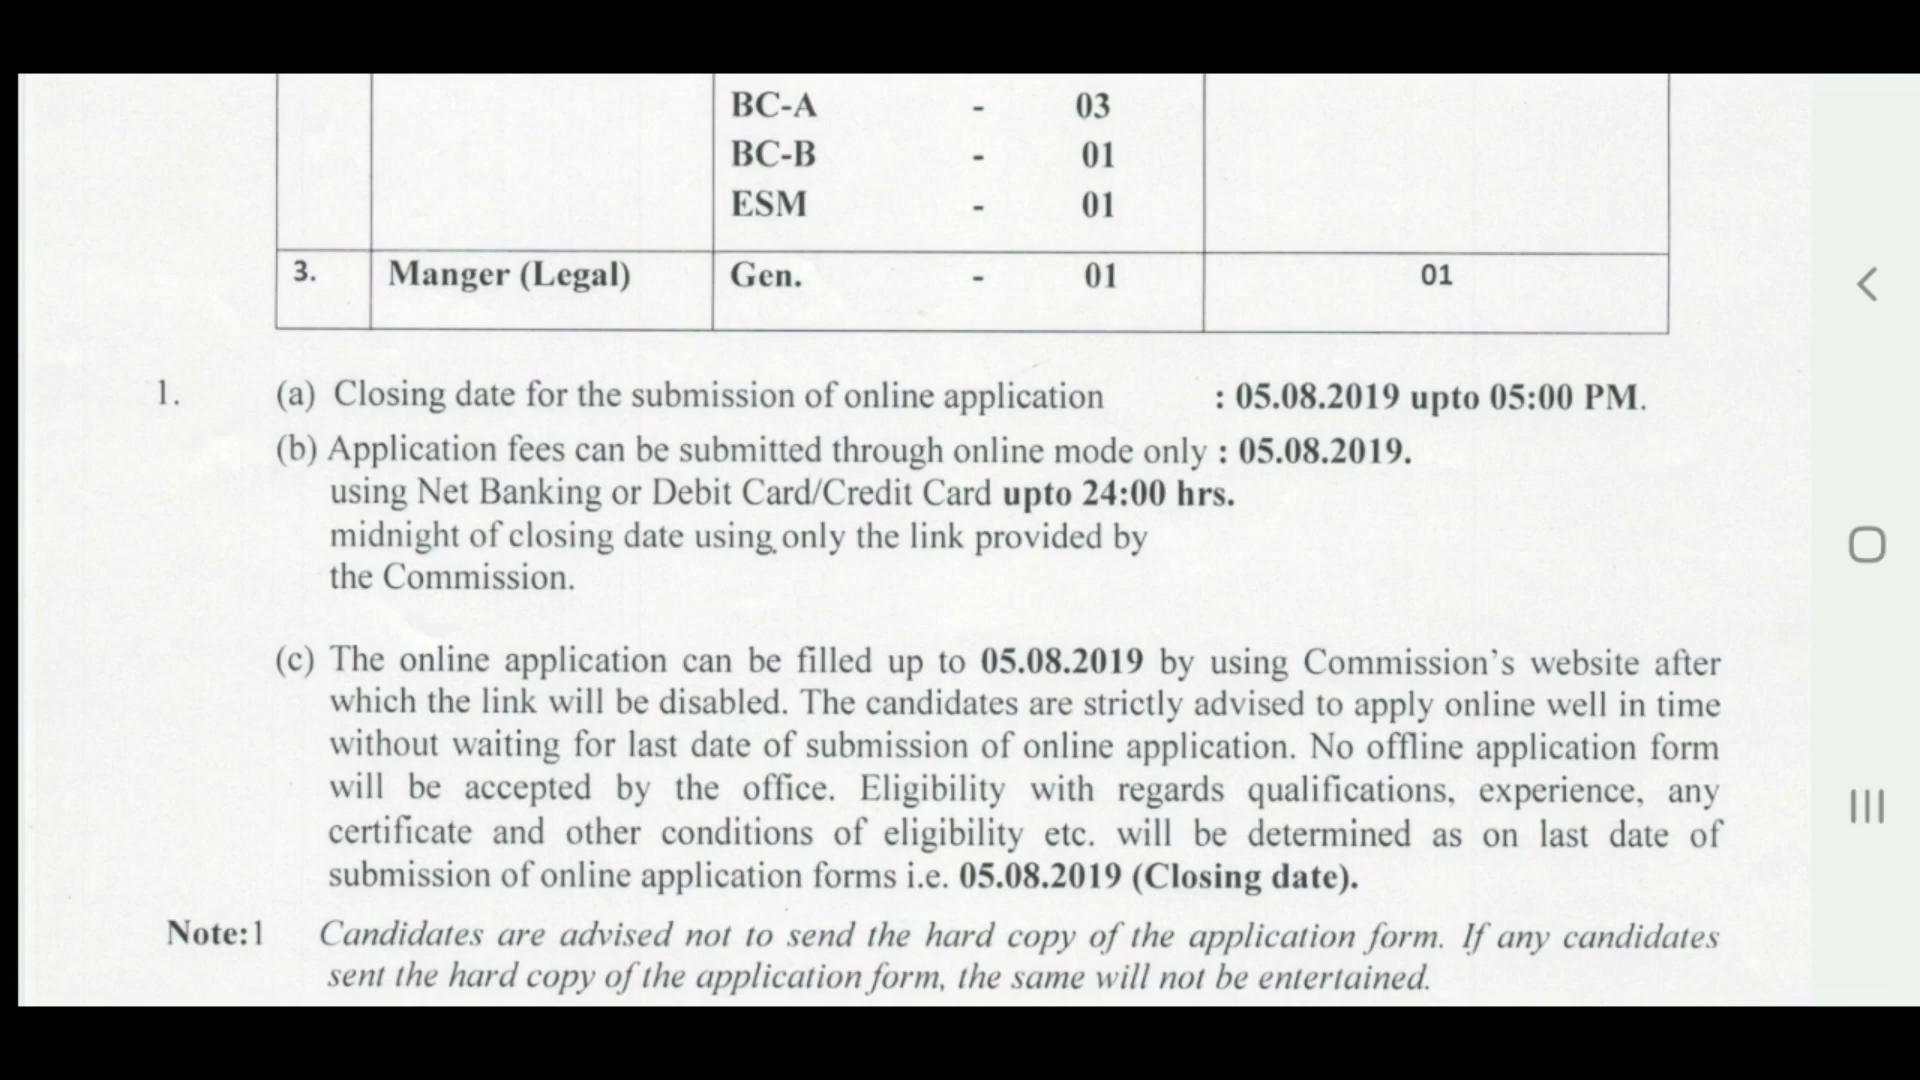 BC-A - 03
BC-B - 01
ESM - 01
3. Manger (Legal) Gen. - 01 01
1. (a) Closing date for the submission of online application : 05.08.2019 upto 05:00 PM.
(b) Application fees can be submitted through online mode only : 05.08.2019.
using Net Banking or Debit Card/Credit Card upto 24:00 hrs.
midnight of closing date using only the link provided by
the Commission.
(c) The online application can be filled up to 05.08.2019 by using Commission's website after
which the link will be disabled. The candidates are strictly advised to apply online well in time
without waiting for last date of submission of online application. No offline application form
will be accepted by the office. Eligibility with regards qualifications, experience, any
certificate and other conditions of eligibility etc. will be determined as on last date of
submission of online application forms i.e. 05.08.2019 (Closing date).
Note:1 Candidates are advised not to send the hard copy of the application form. If any candidates
sent the hard copy of the application form, the same will not be entertained.